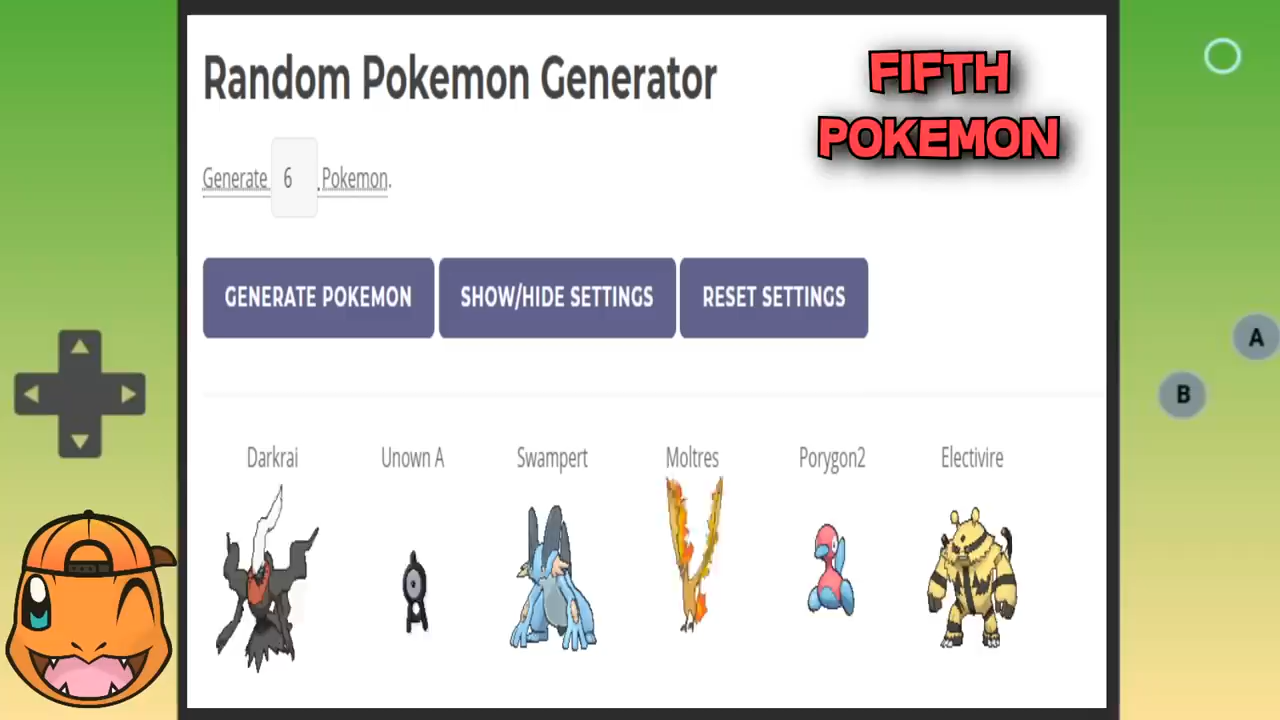 Random Pokemon Generator
FIFTH
POKEMON
Generate 6 Pokemon.
GENERATE POKEMON
SHOW/HIDE SETTINGS
RESET SETTINGS
A
B
Darkrai
Unown A
Swampert
Moltres
Porygon2
Electivire